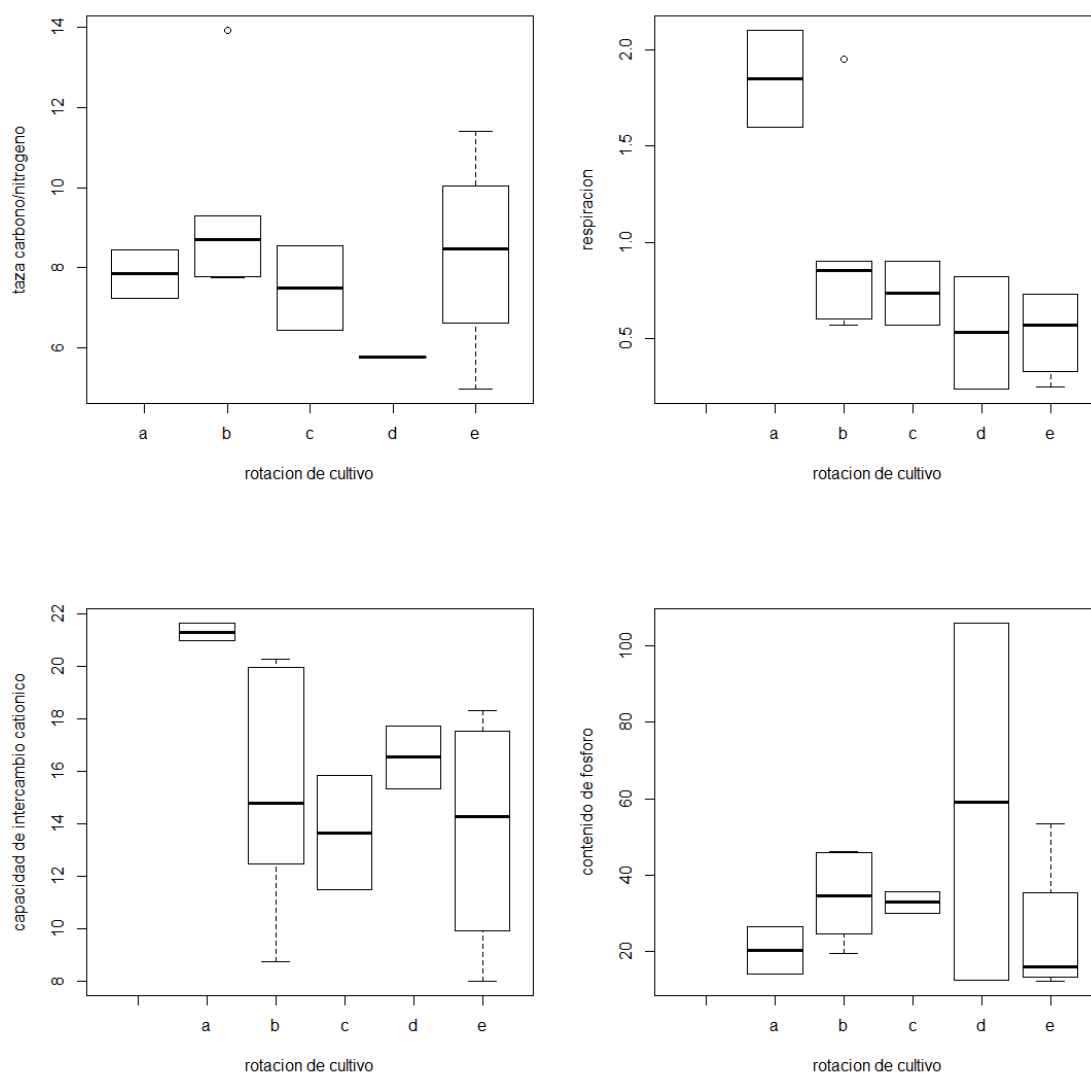 taza carbono/nitrogeno
14
12
10
8
6
a b c d e
rotacion de cultivo
respiracion
2.0
1.5
1.0
0.5
a b c d e
rotacion de cultivo
capacidad de intercambio cationico
22
20
18
16
14
12
10
8
a b c d e
rotacion de cultivo
contenido de fosforo
100
80
60
40
20
a b c d e
rotacion de cultivo